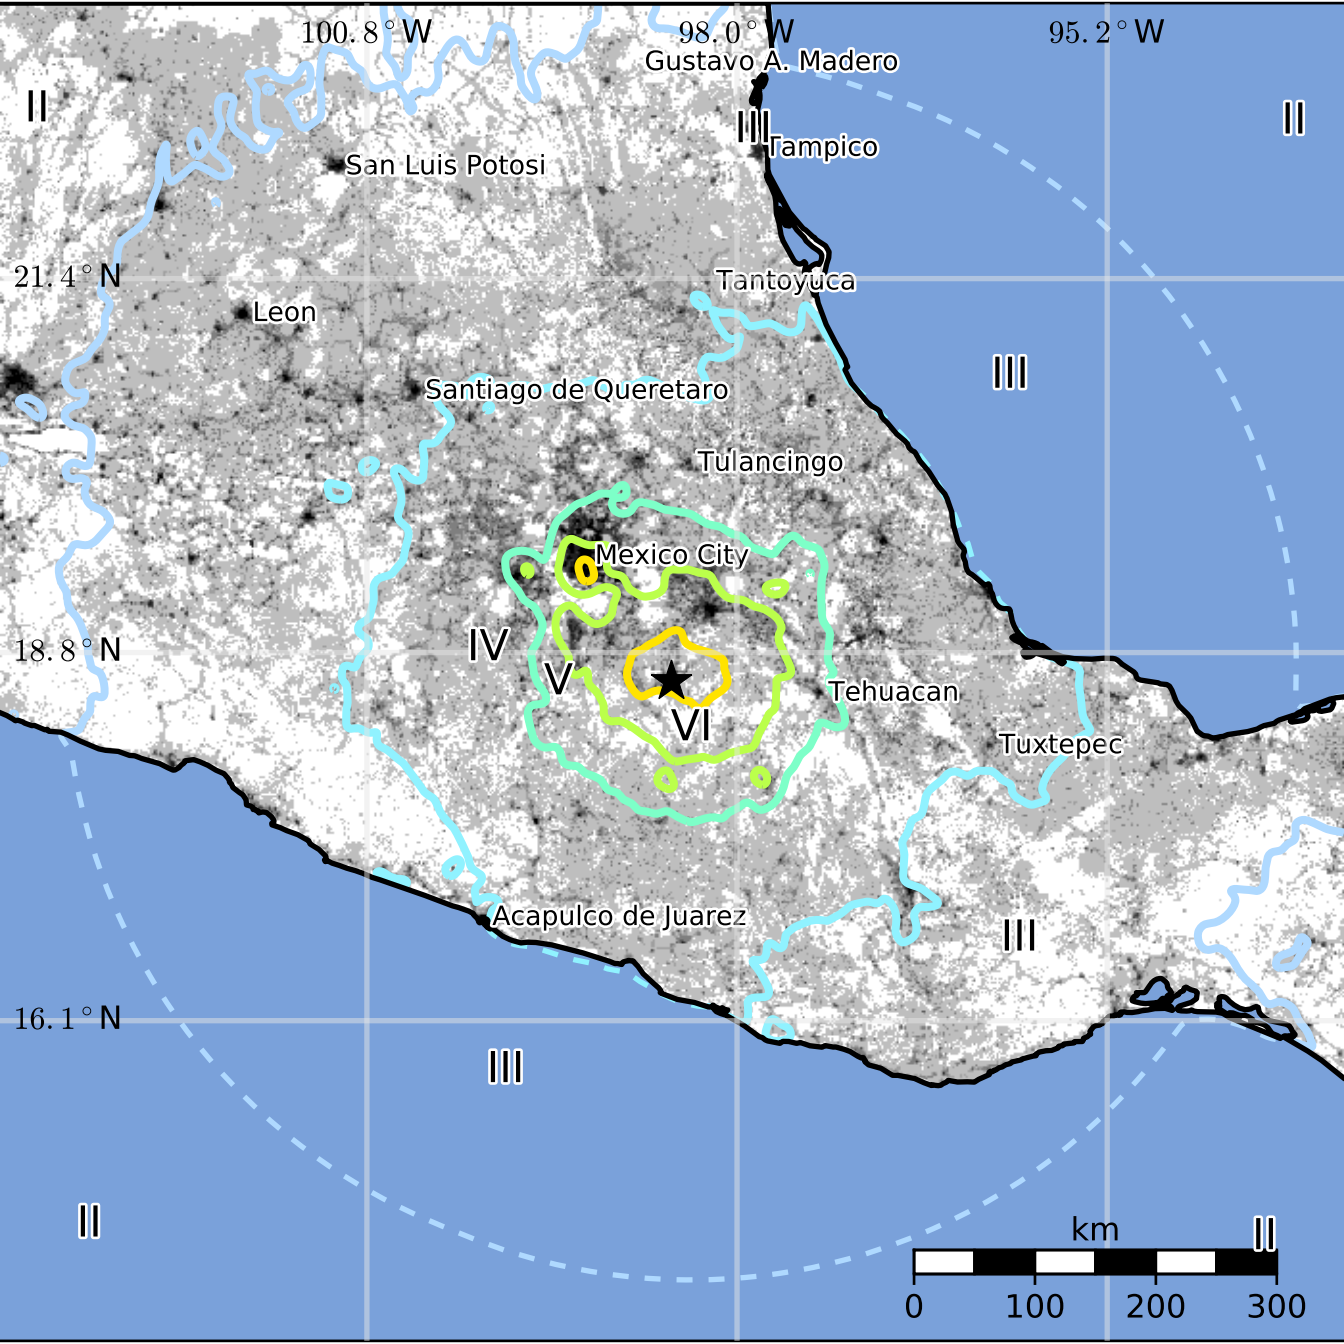 100.8°W 98.0°W 95.2°W
Gustavo A. Madero
II
II
III
Tampico
San Luis Potosi
21.4°N
Tantoyuca
Leon
III
Santiago de Queretaro
Tulancingo
Mexico City
IV
18.8°N
V
Tehuacan
VI
Tuxtepec
Acapulco de Juarez
III
16.1°N
III
II
km
II
0 100 200 300